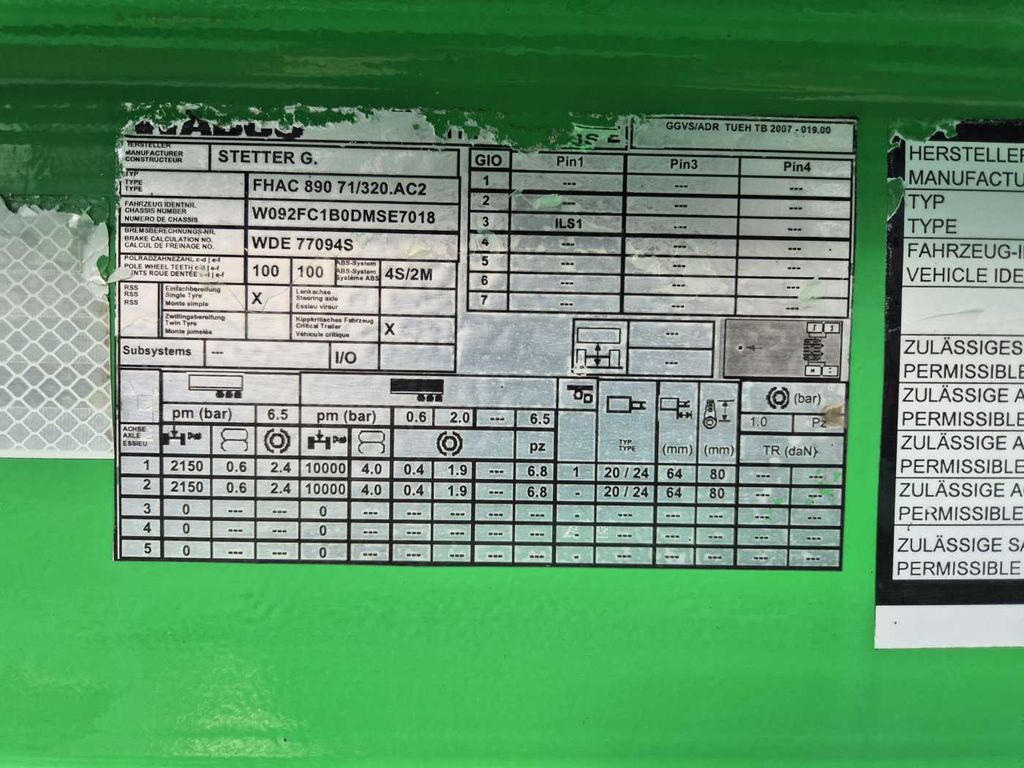 GGVS/ADR TUEH TB 2007 - 019.00
HERSTELLER
MANUFACTURER
CONSTRUCTEUR
STETTER G.
TYP
TYPE
TYPE
FHAC 890 71/320.AC2
FAHRZEUG IDENTNR.
CHASSIS NUMBER
NUMERO DE CHASSIS
W092FC1B0DMSE7018
BREMSBERECHNUNGS-NR.
BRAKE CALCULATION NO.
CALCUL DE FREINAGE NO.
WDE 77094S
POLRADZAHNEZAHL c-d | e-f
POLE WHEEL TEETH c-d | e-f
ROUE DENTÉE
100 100
ABS-System
ABS-System
Système ABS
4S/2M
RSS
RSS
RSS
Einfachbereifung
Single Tyre
Monte simple
X
Lenkachse
Steering axle
Essieu vireur
Zwillingsbereifung
Twin Tyre
Monte jumelée
Kippkritisches Fahrzeug
Critical Trailer
Véhicule critique
X
Subsystems --- I/O
GIO Pin1 Pin3 Pin4
1 --- --- ---
2 --- --- ---
3 ILS1 --- ---
4 --- --- ---
5 --- --- ---
6 --- --- ---
7 --- --- ---
---
---
pm (bar) 6.5 pm (bar) 0.6 2.0 --- 6.5
(bar)
1.0 Pz
ACHSE
AXLE
ESSIEU
pz
TYP
TYPE
(mm) (mm) TR (daN)
1 2150 0.6 2.4 10000 4.0 0.4 1.9 --- 6.8 1 20 / 24 64 80 --- ---
2 2150 0.6 2.4 10000 4.0 0.4 1.9 --- 6.8 - 20 / 24 64 80 --- ---
3 0 --- --- 0 --- --- --- --- --- - --- --- --- --- ---
4 0 --- --- 0 --- --- --- --- --- - --- --- --- --- ---
5 0 --- --- 0 --- --- --- --- --- - --- --- --- --- ---
HERSTELLER
MANUFACTU
TYP
TYPE
FAHRZEUG-I
VEHICLE IDE
ZULÄSSIGES
PERMISSIBLE
ZULÄSSIGE A
PERMISSIBLE
ZULÄSSIGE A
PERMISSIBLE
ZULÄSSIGE A
PERMISSIBLE
ZULÄSSIGE SA
PERMISSIBLE